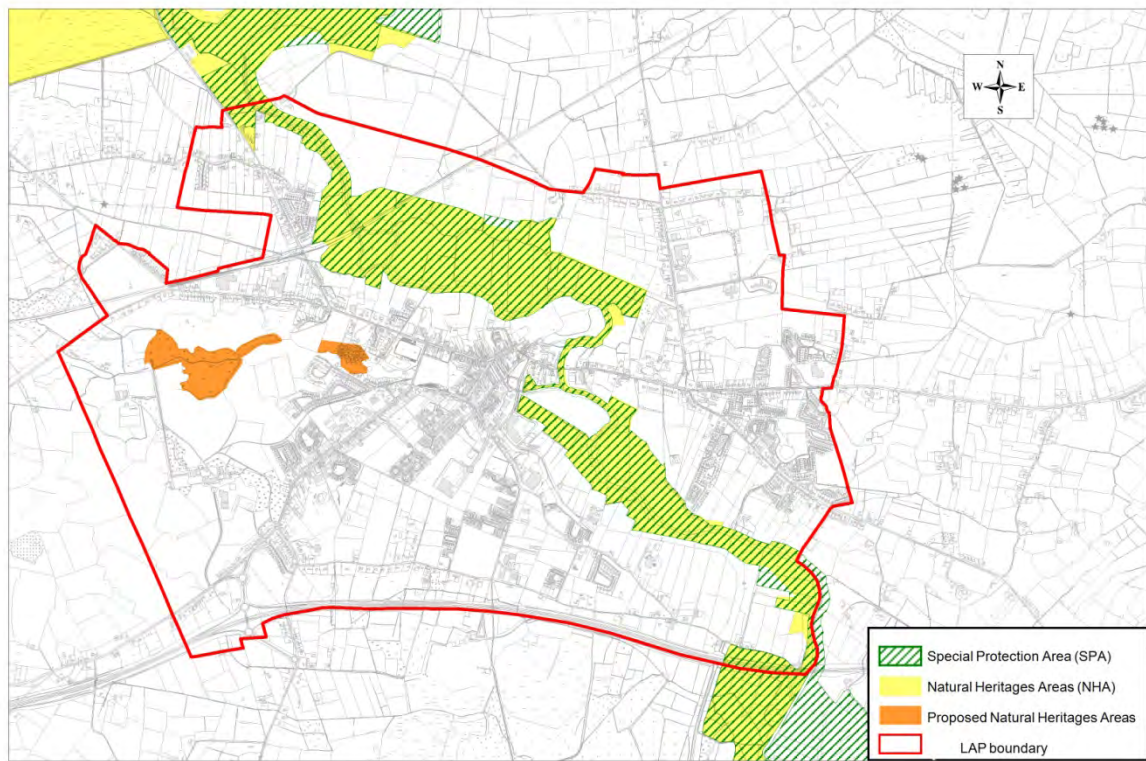 N
W E
S
Special Protection Area (SPA)
Natural Heritages Areas (NHA)
Proposed Natural Heritages Areas
LAP boundary